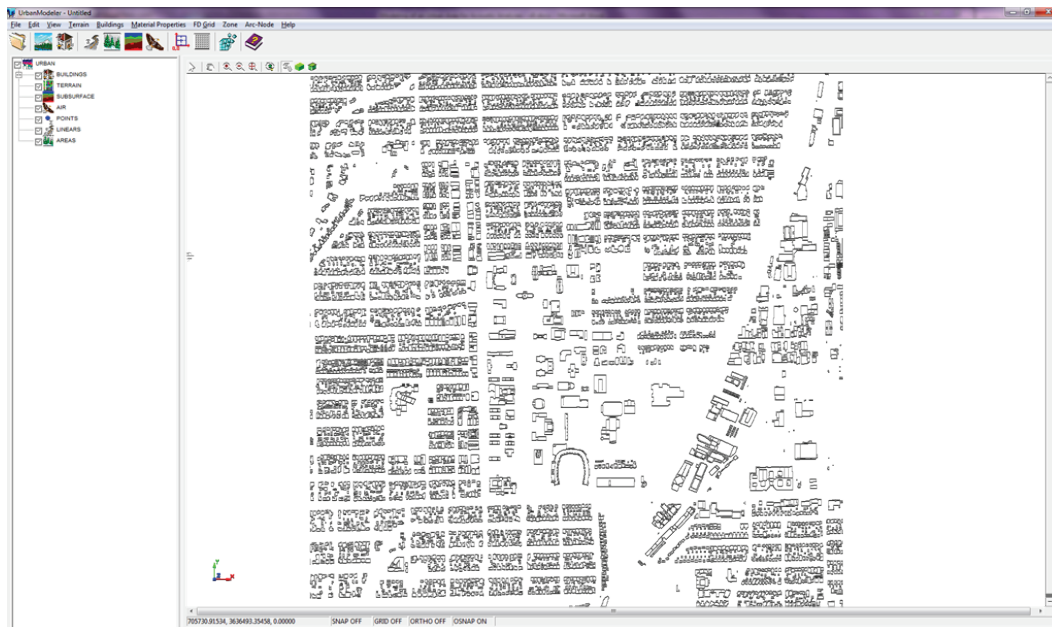 UrbanModeler - Untitled
File Edit View Terrain Buildings Material Properties FD Grid Zone Arc-Node Help
URBAN
BUILDINGS
TERRAIN
SUBSURFACE
AIR
POINTS
LINEARS
AREAS
705730.91534, 3636493.35458, 0.00000 SNAP OFF GRID OFF ORTHO OFF OSNAP ON